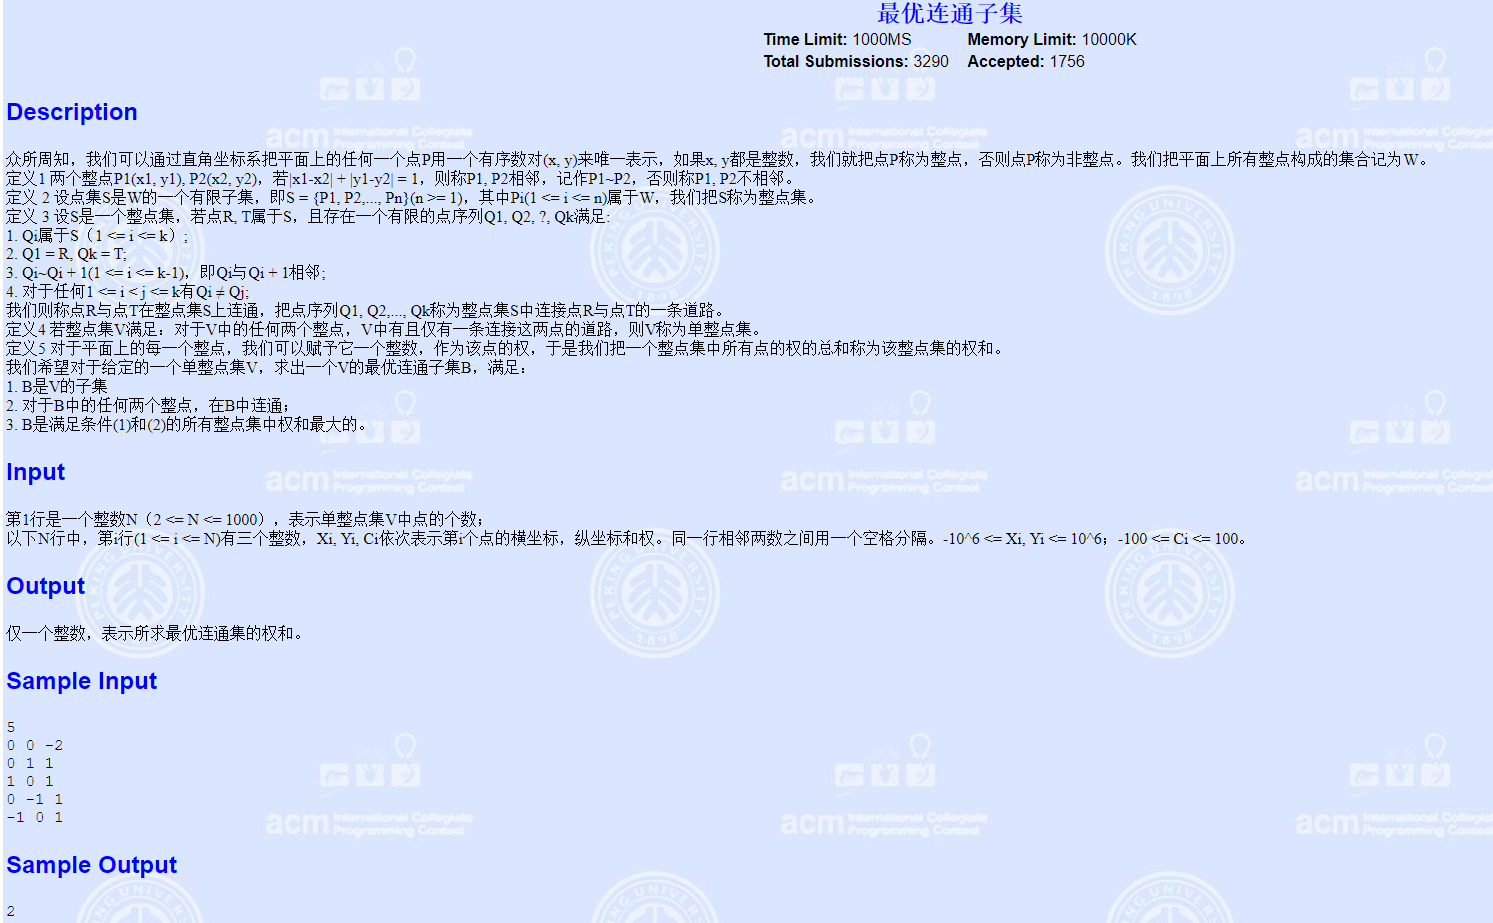 最优连通子集
Time Limit: 1000MS Memory Limit: 10000K
Total Submissions: 3290 Accepted: 1756
Description
众所周知，我们可以通过直角坐标系把平面上的任何一个点P用一个有序数对(x, y)来唯一表示，如果x, y都是整数，我们就把点P称为整点，否则点P称为非整点。我们把平面上所有整点构成的集合记为W。
定义1 两个整点P1(x1, y1), P2(x2, y2)，若|x1-x2| + |y1-y2| = 1，则称P1, P2相邻，记作P1~P2，否则称P1, P2不相邻。
定义 2 设点集S是W的一个有限子集，即S = {P1, P2,..., Pn}(n >= 1)，其中Pi(1 <= i <= n)属于W，我们把S称为整点集。
定义 3 设S是一个整点集，若点R, T属于S，且存在一个有限的点序列Q1, Q2, ?, Qk满足:
1. Qi属于S（1 <= i <= k）;
2. Q1 = R, Qk = T;
3. Qi~Qi + 1(1 <= i <= k-1)，即Qi与Qi + 1相邻;
4. 对于任何1 <= i < j <= k有Qi ≠ Qj;
我们则称点R与点T在整点集S上连通，把点序列Q1, Q2,..., Qk称为整点集S中连接点R与点T的一条道路。
定义4 若整点集V满足：对于V中的任何两个整点，V中有且仅有一条连接这两点的道路，则V称为单整点集。
定义5 对于平面上的每一个整点，我们可以赋予它一个整数，作为该点的权，于是我们把一个整点集中所有点的权的总和称为该整点集的权和。
我们希望对于给定的一个单整点集V，求出一个V的最优连通子集B，满足：
1. B是V的子集
2. 对于B中的任何两个整点，在B中连通；
3. B是满足条件(1)和(2)的所有整点集中权和最大的。
Input
第1行是一个整数N（2 <= N <= 1000），表示单整点集V中点的个数；
以下N行中，第i行(1 <= i <= N)有三个整数，Xi, Yi, Ci依次表示第i个点的横坐标，纵坐标和权。同一行相邻两数之间用一个空格分隔。-10^6 <= Xi, Yi <= 10^6；-100 <= Ci <= 100。
Output
仅一个整数，表示所求最优连通集的权和。
Sample Input
5
0 0 -2
0 1 1
1 0 1
0 -1 1
-1 0 1
Sample Output
2